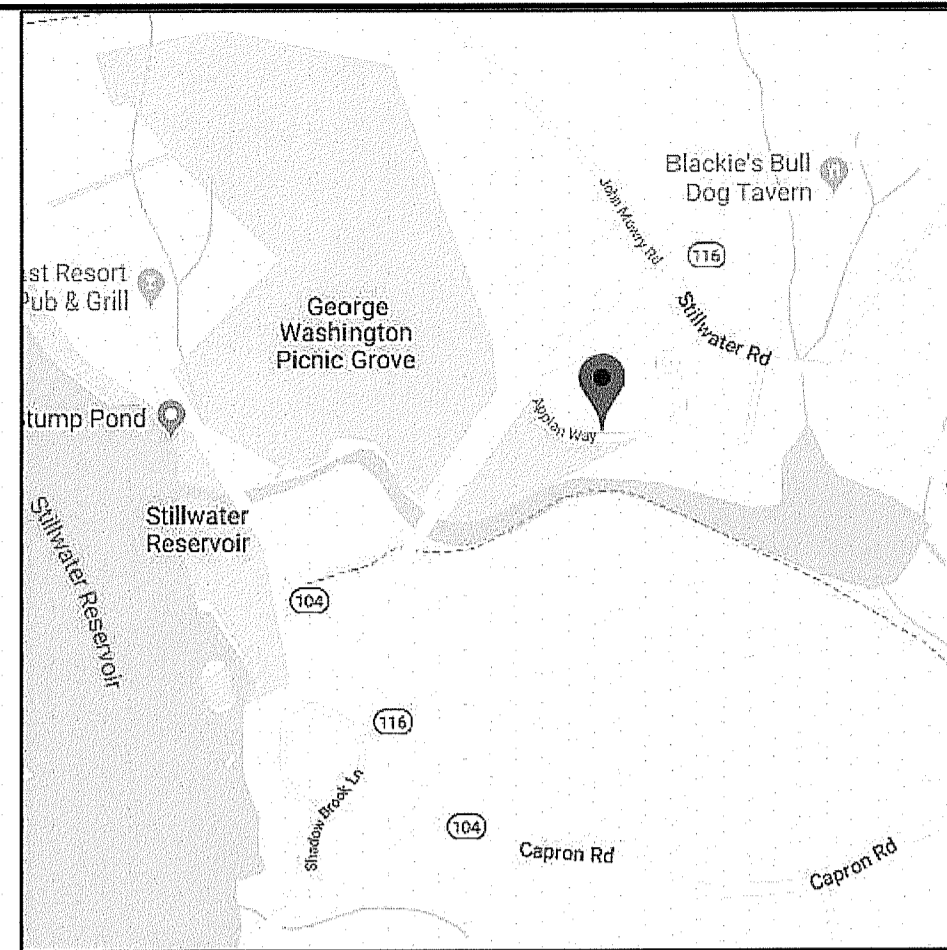 Blackie's Bull
Dog Tavern
John Mowry Rd
116
Stillwater Rd
ast Resort
Pub & Grill
George
Washington
Picnic Grove
Appian Way
Stump Pond
Stillwater
Reservoir
Stillwater Reservoir
104
116
Shadow Brook Ln
104
Capron Rd
Capron Rd